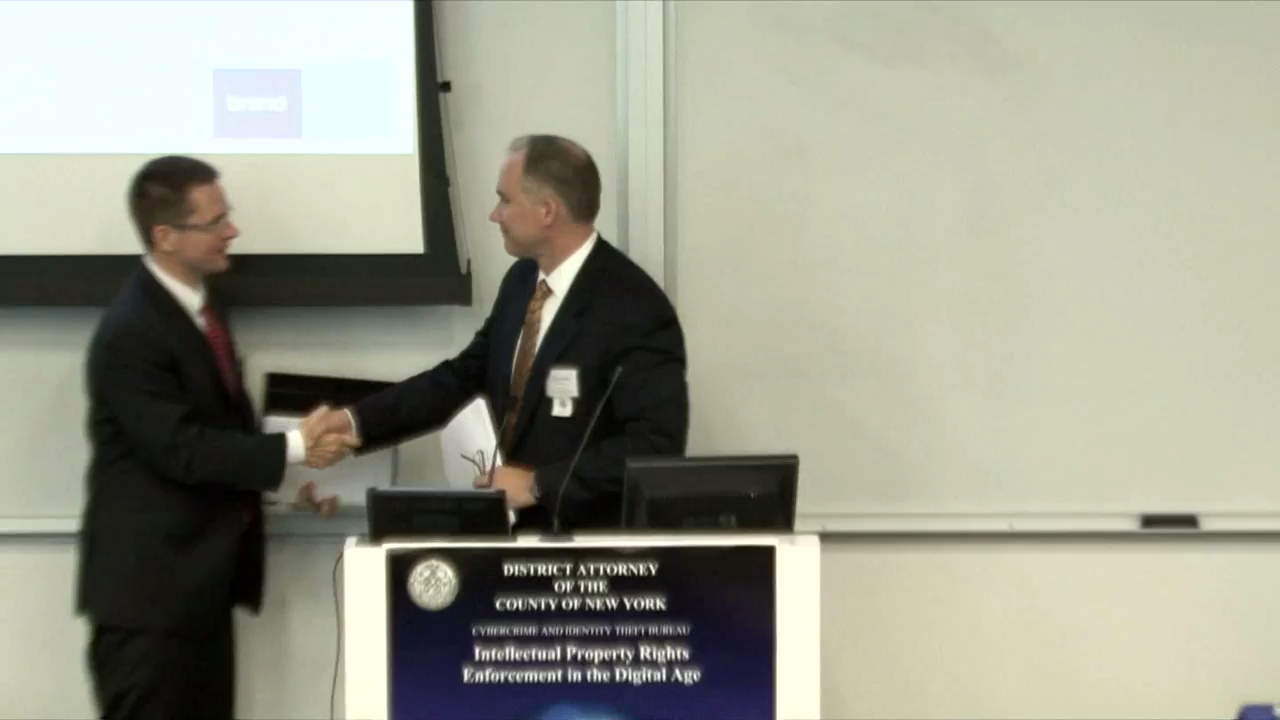 DISTRICT ATTORNEY
OF THE
COUNTY OF NEW YORK
CYBERCRIME AND IDENTITY THEFT BUREAU
Intellectual Property Rights
Enforcement in the Digital Age